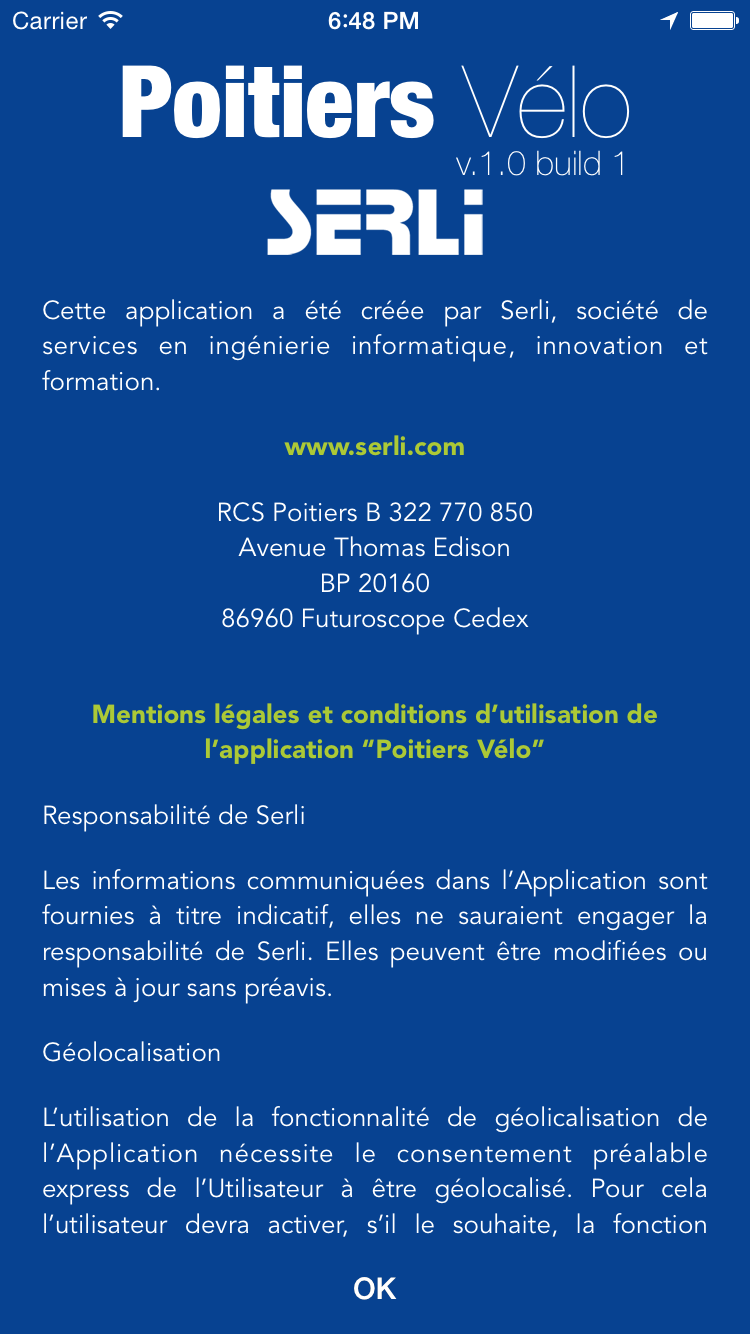 Carrier 6:48 PM
Poitiers Vélo
v.1.0 build 1
SERLi
Cette application a été créée par Serli, société de
services en ingénierie informatique, innovation et
formation.
www.serli.com
RCS Poitiers B 322 770 850
Avenue Thomas Edison
BP 20160
86960 Futuroscope Cedex
Mentions légales et conditions d’utilisation de
l’application “Poitiers Vélo”
Responsabilité de Serli
Les informations communiquées dans l’Application sont
fournies à titre indicatif, elles ne sauraient engager la
responsabilité de Serli. Elles peuvent être modifiées ou
mises à jour sans préavis.
Géolocalisation
L’utilisation de la fonctionnalité de géolicalisation de
l’Application nécessite le consentement préalable
express de l’Utilisateur à être géolocalisé. Pour cela
l’utilisateur devra activer, s’il le souhaite, la fonction
OK